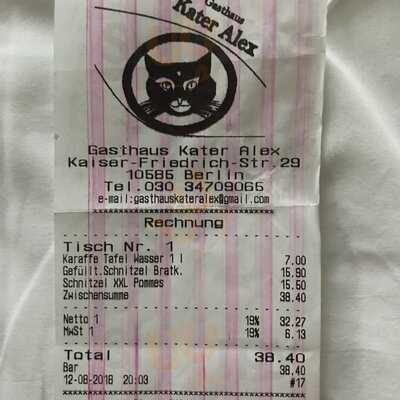 Gasthaus
Kater Alex
Gasthaus Kater Alex
Kaiser-Friedrich-Str.29
10585 Berlin
Tel.030 34709065
e-mail:gasthauskateralex@gmail.com
Rechnung
Tisch Nr. 1
Karaffe Tafel Wasser 1 l 7.00
Gefüllt.Schnitzel Bratk. 15.90
Schnitzel XXL Pommes 15.50
Zwischensumme 38.40
Netto 1 19% 32.27
MwSt 1 19% 6.13
Total 38.40
Bar 38.40
12-08-2018 20:03 #17